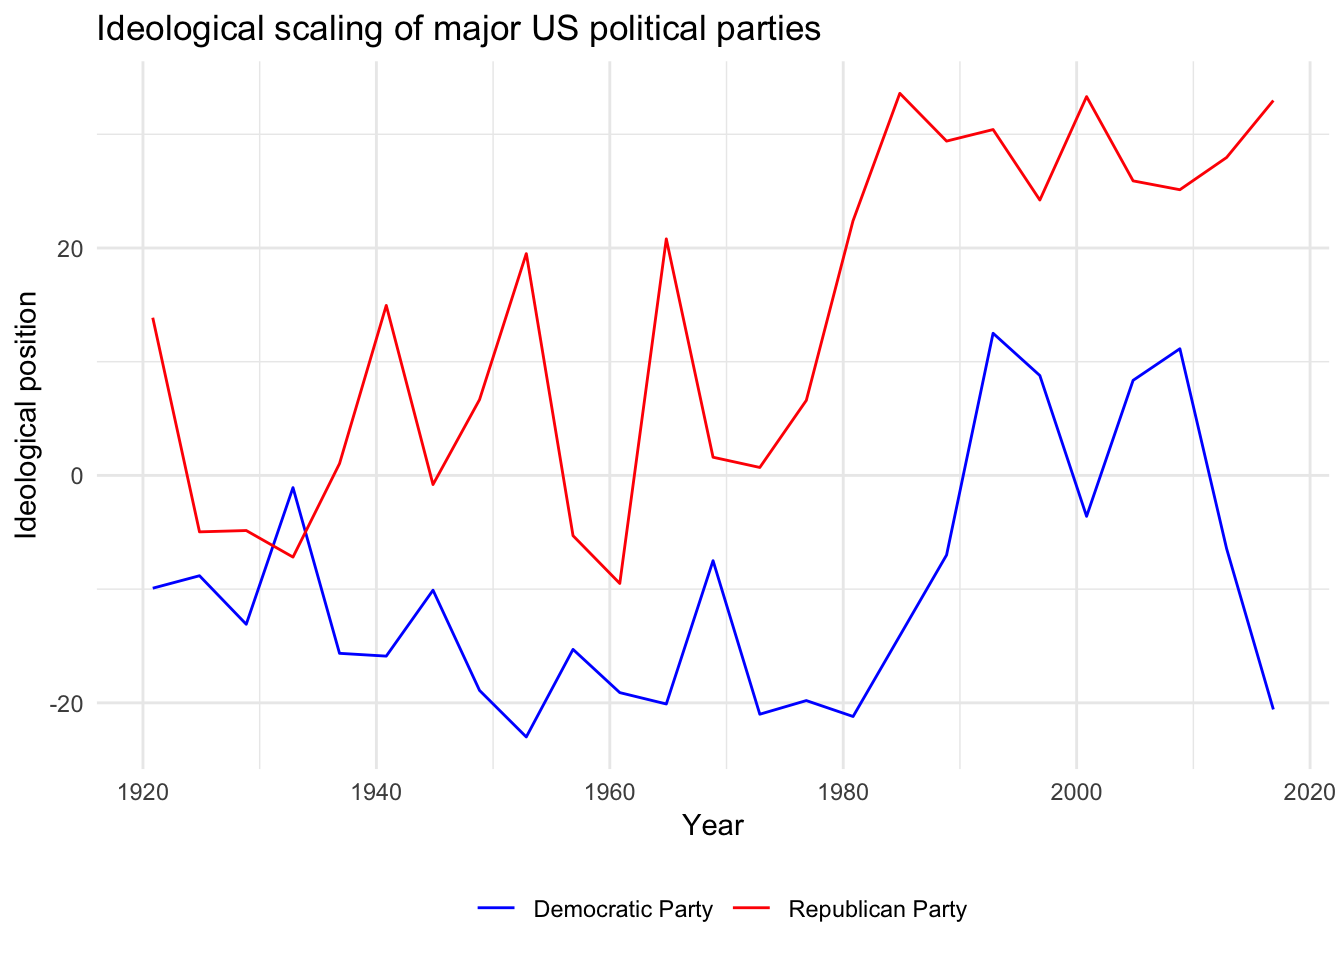 Ideological scaling of major US political parties
Ideological position
20
0
-20
1920 1940 1960 1980 2000 2020
Year
Democratic Party Republican Party